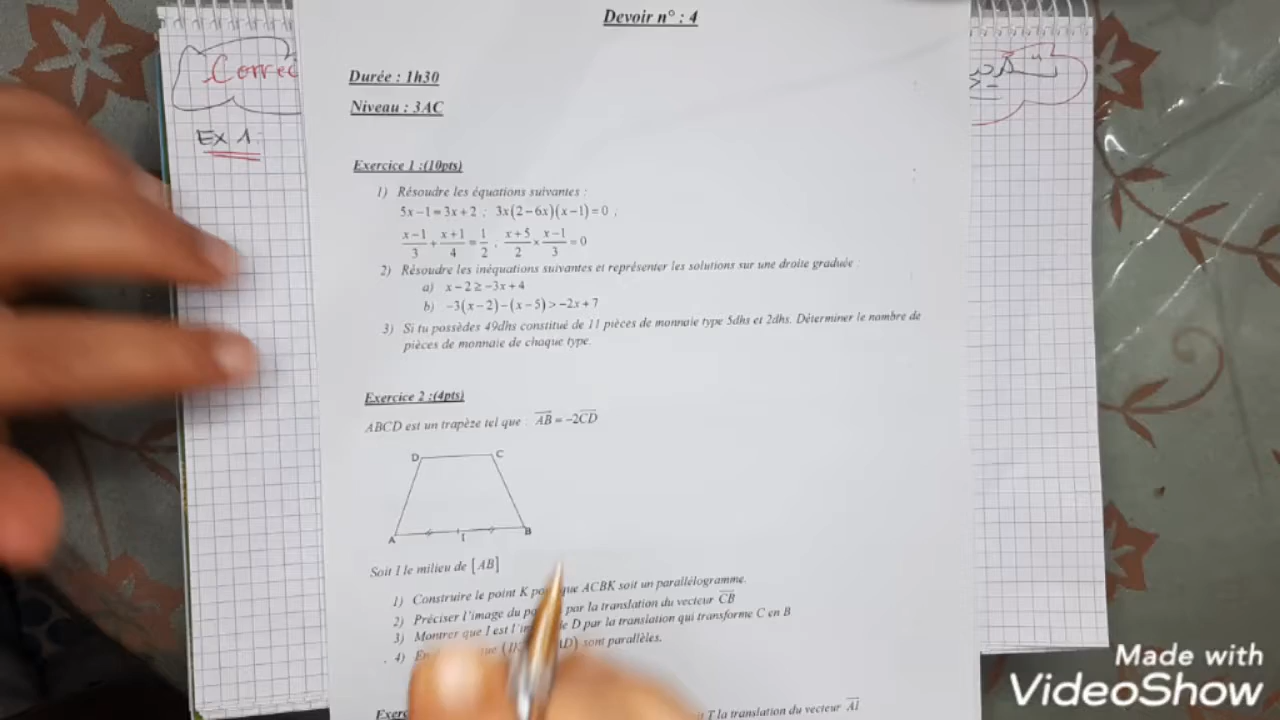 Devoir n° : 4
Correc
Ex 1.
Durée : 1h30
Niveau : 3AC
Exercice 1 :(10pts)
1) Résoudre les équations suivantes :
5x−1=3x+2 ; 3x(2−6x)(x−1)=0 ;
(x−1)/3 + (x+1)/4 = 1/2 , (x+5)/2 × (x−1)/3 = 0
2) Résoudre les inéquations suivantes et représenter les solutions sur une droite graduée :
a) x−2≥−3x+4
b) −3(x−2)−(x−5)>−2x+7
3) Si tu possèdes 49dhs constitué de 11 pièces de monnaie type 5dhs et 2dhs. Déterminer le nombre de
pièces de monnaie de chaque type.
Exercice 2 :(4pts)
ABCD est un trapèze tel que : AB = −2CD
D C
A I B
Soit I le milieu de [AB]
1) Construire le point K que ACBK soit un parallélogramme.
2) Préciser l'image du par la translation du vecteur CB
3) Montrer que I est l' de D par la translation qui transforme C en B
4) sont parallèles.
T la translation du vecteur AI
Made with
VideoShow